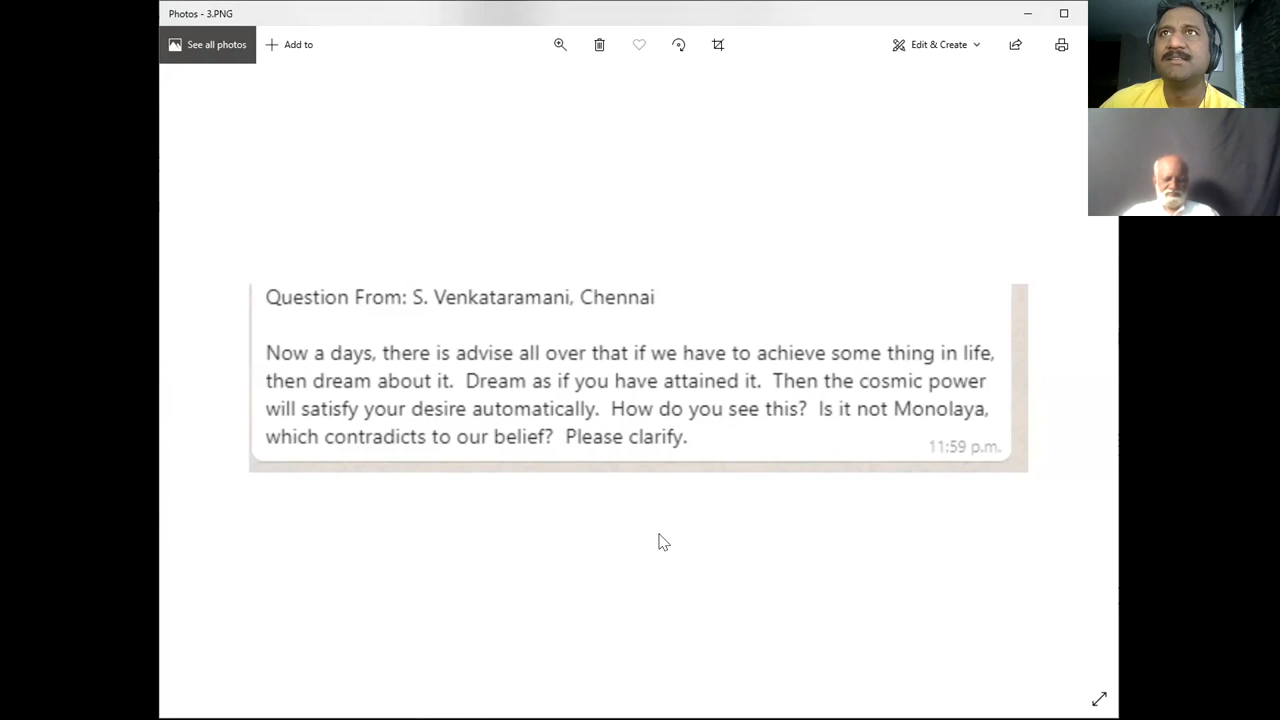 Photos - 3.PNG
See all photos
Add to
Edit & Create
Question From: S. Venkataramani, Chennai
Now a days, there is advise all over that if we have to achieve some thing in life,
then dream about it.  Dream as if you have attained it.  Then the cosmic power
will satisfy your desire automatically.  How do you see this?  Is it not Monolaya,
which contradicts to our belief?  Please clarify.
11:59 p.m.